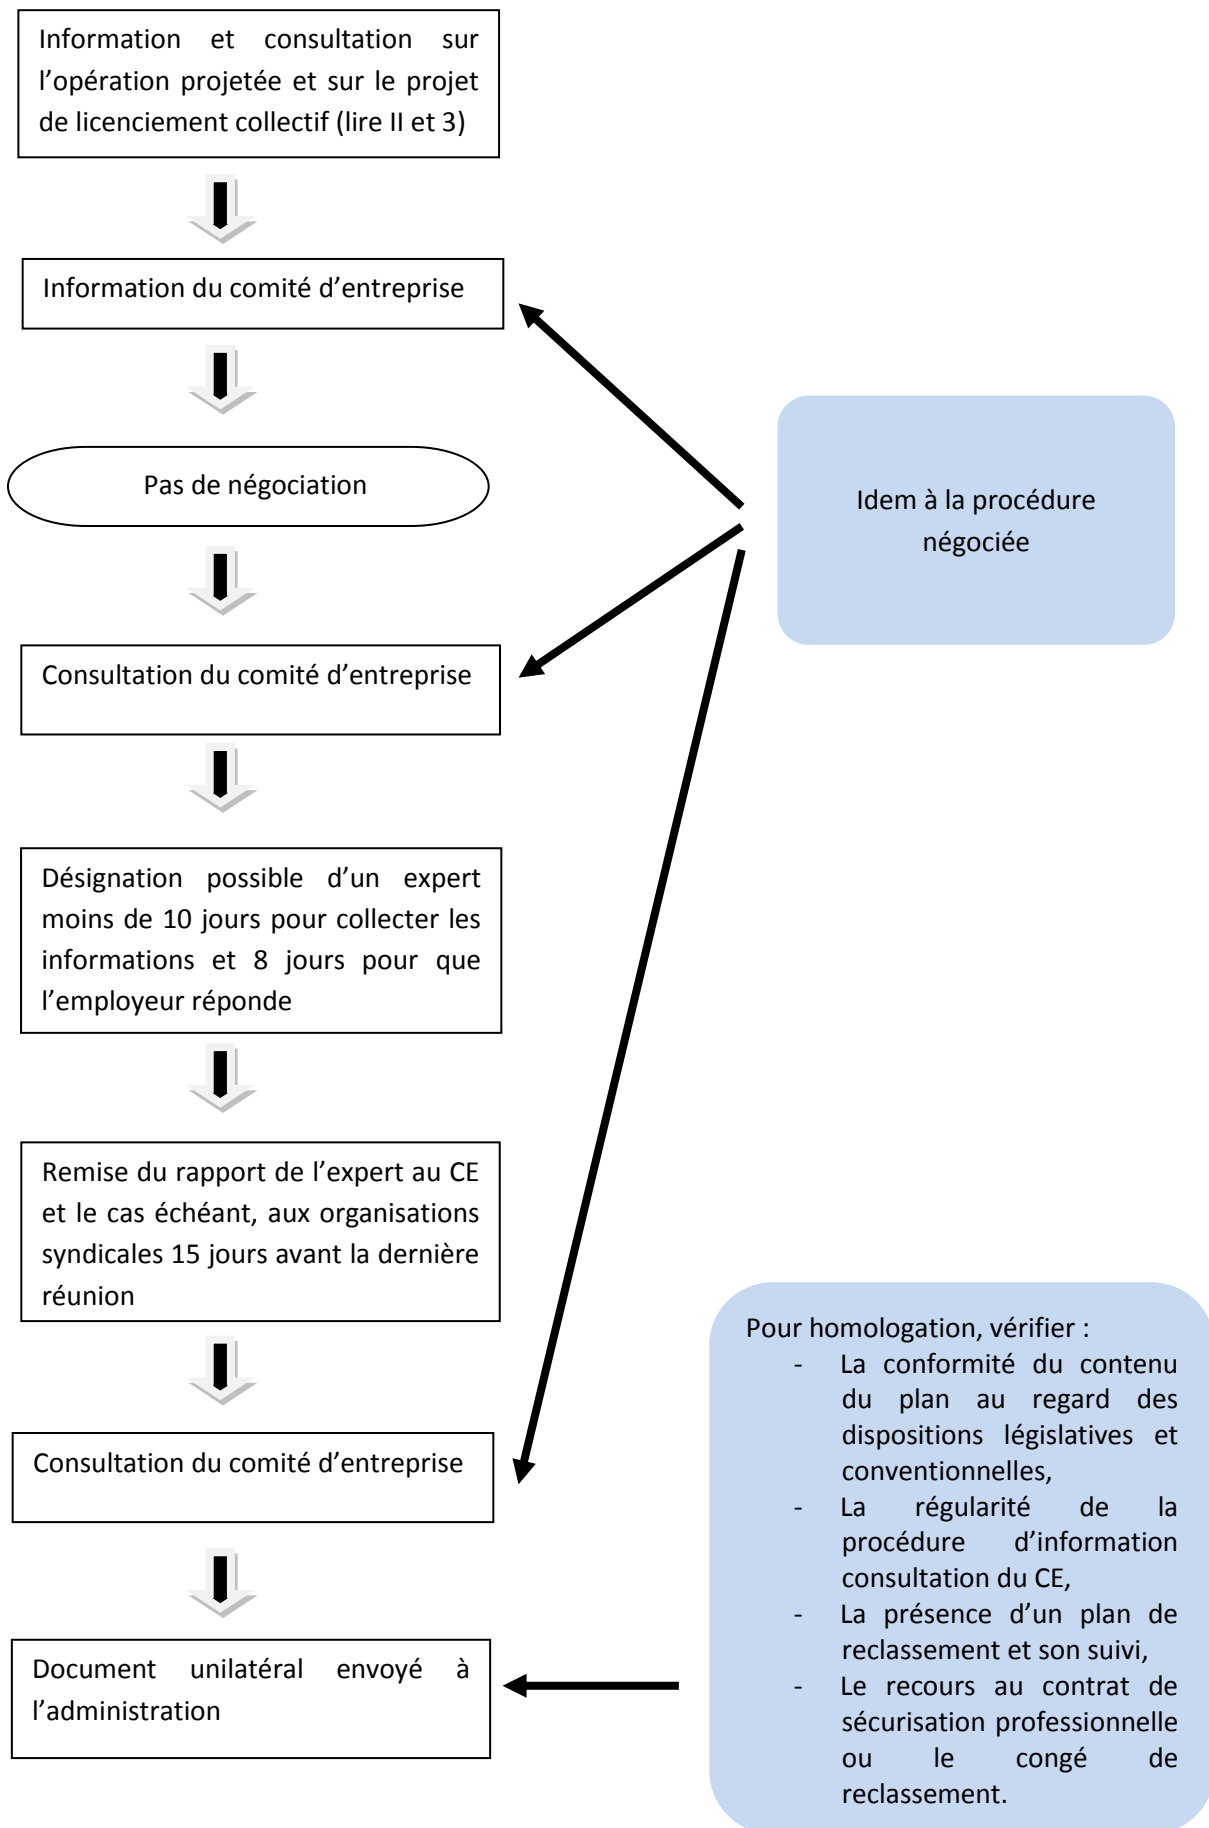 Information et consultation sur
l’opération projetée et sur le projet
de licenciement collectif (lire II et 3)
Information du comité d’entreprise
Pas de négociation
Idem à la procédure
négociée
Consultation du comité d’entreprise
Désignation possible d’un expert
moins de 10 jours pour collecter les
informations et 8 jours pour que
l’employeur réponde
Remise du rapport de l’expert au CE
et le cas échéant, aux organisations
syndicales 15 jours avant la dernière
réunion
Consultation du comité d’entreprise
Document unilatéral envoyé à
l’administration
Pour homologation, vérifier :
- La conformité du contenu
du plan au regard des
dispositions législatives et
conventionnelles,
- La régularité de la
procédure d’information
consultation du CE,
- La présence d’un plan de
reclassement et son suivi,
- Le recours au contrat de
sécurisation professionnelle
ou le congé de
reclassement.